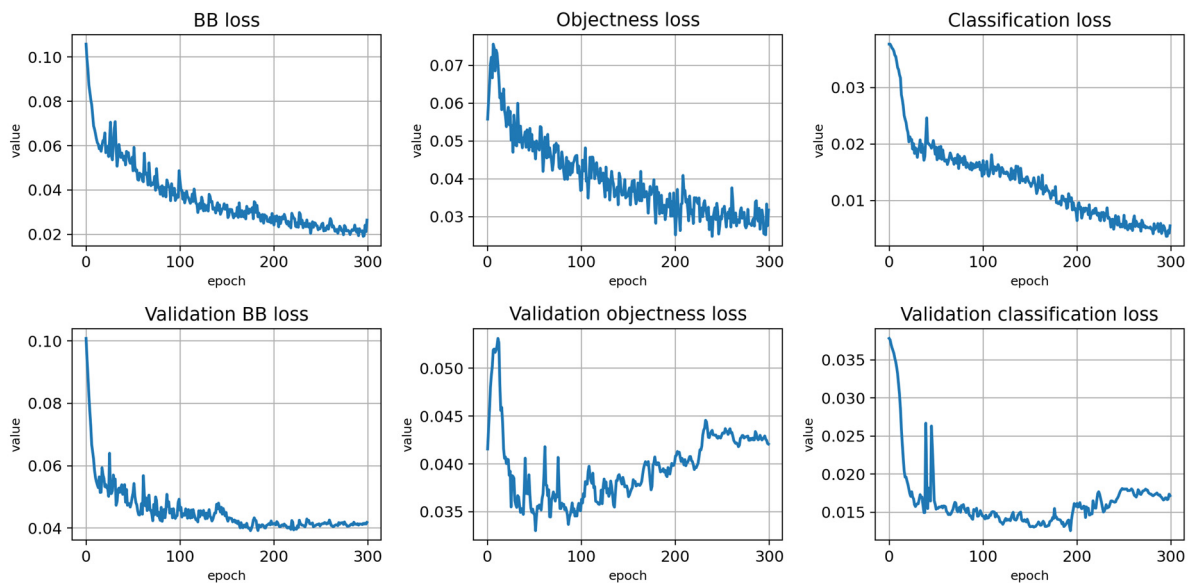 BB loss
Objectness loss
Classification loss
0.10
0.08
0.06
0.04
0.02
value
0 100 200 300
epoch
0.07
0.06
0.05
0.04
0.03
value
0 100 200 300
epoch
0.03
0.02
0.01
value
0 100 200 300
epoch
Validation BB loss
Validation objectness loss
Validation classification loss
0.10
0.08
0.06
0.04
value
0 100 200 300
epoch
0.050
0.045
0.040
0.035
value
0 100 200 300
epoch
0.035
0.030
0.025
0.020
0.015
value
0 100 200 300
epoch